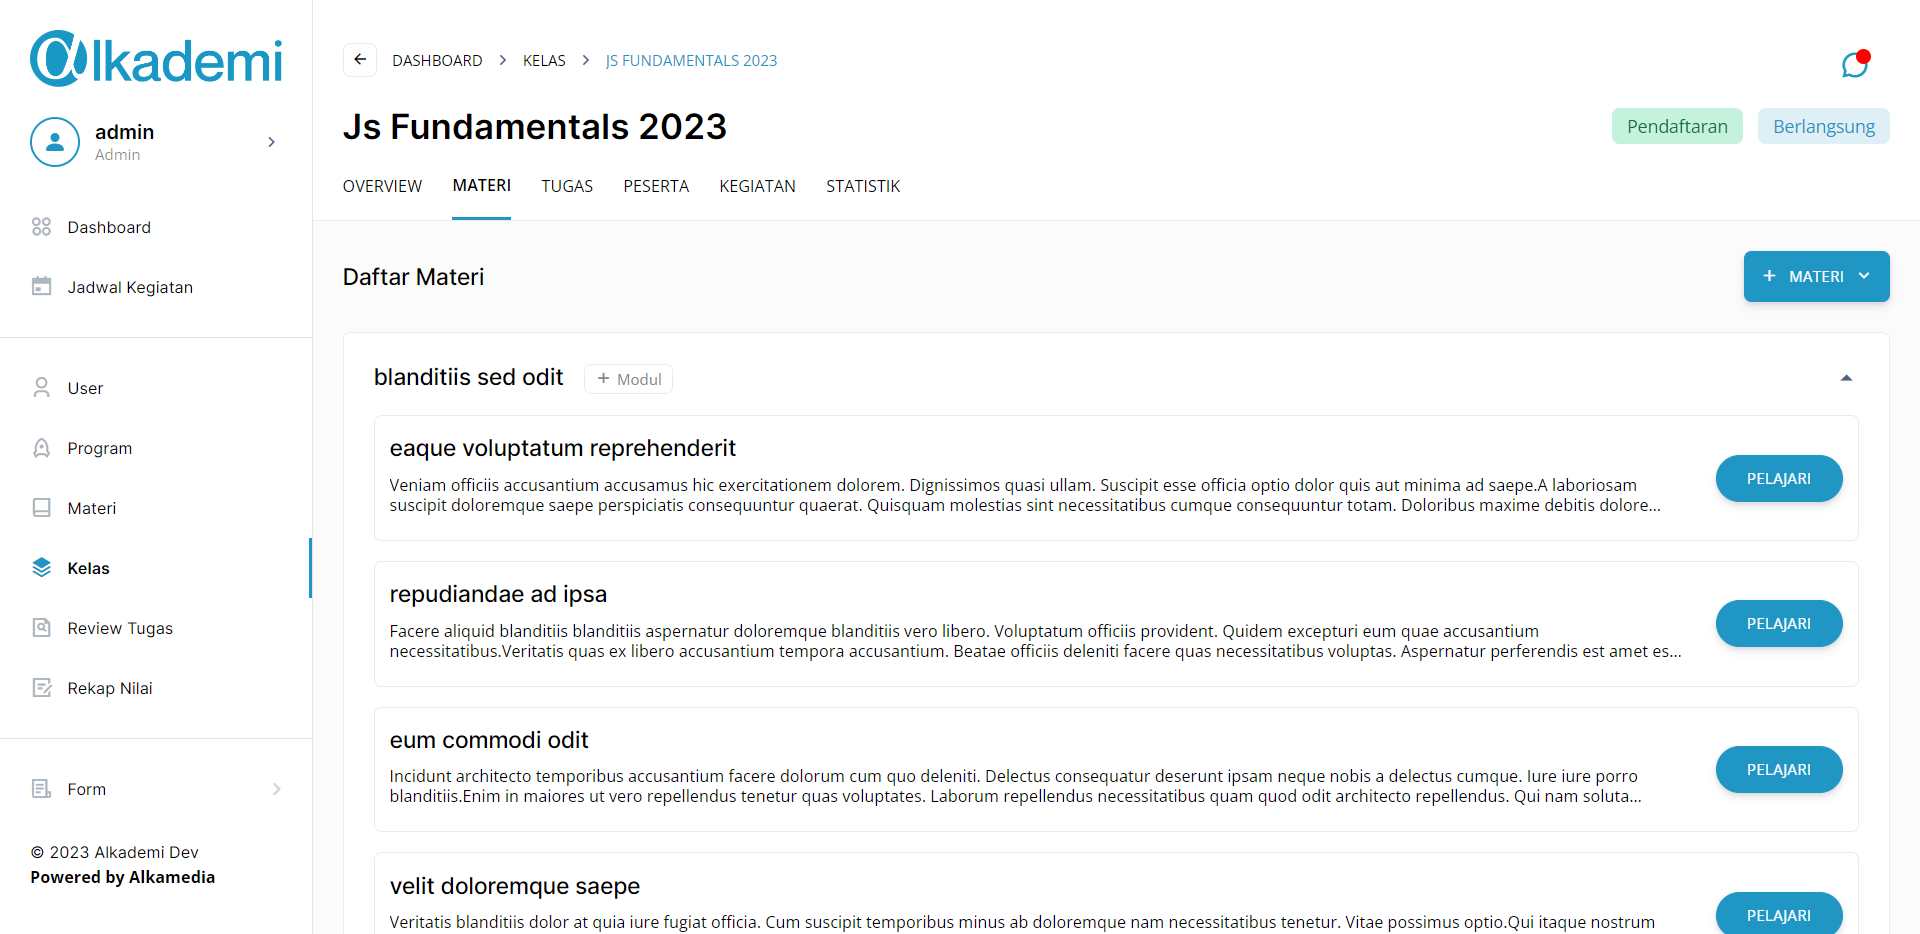 @lkademi
admin
Admin
Dashboard
Jadwal Kegiatan
User
Program
Materi
Kelas
Review Tugas
Rekap Nilai
Form
© 2023 Alkademi Dev
Powered by Alkamedia
DASHBOARD > KELAS > JS FUNDAMENTALS 2023
Js Fundamentals 2023
Pendaftaran Berlangsung
OVERVIEW MATERI TUGAS PESERTA KEGIATAN STATISTIK
Daftar Materi
+ MATERI
blanditiis sed odit + Modul
eaque voluptatum reprehenderit
Veniam officiis accusantium accusamus hic exercitationem dolorem. Dignissimos quasi ullam. Suscipit esse officia optio dolor quis aut minima ad saepe.A laboriosam
suscipit doloremque saepe perspiciatis consequuntur quaerat. Quisquam molestias sint necessitatibus cumque consequuntur totam. Doloribus maxime debitis dolore...
PELAJARI
repudiandae ad ipsa
Facere aliquid blanditiis blanditiis aspernatur doloremque blanditiis vero libero. Voluptatum officiis provident. Quidem excepturi eum quae accusantium
necessitatibus.Veritatis quas ex libero accusantium tempora accusantium. Beatae officiis deleniti facere quas necessitatibus voluptas. Aspernatur perferendis est amet es...
PELAJARI
eum commodi odit
Incidunt architecto temporibus accusantium facere dolorum cum quo deleniti. Delectus consequatur deserunt ipsam neque nobis a delectus cumque. Iure iure porro
blanditiis.Enim in maiores ut vero repellendus tenetur quas voluptates. Laborum repellendus necessitatibus quam quod odit architecto repellendus. Qui nam soluta...
PELAJARI
velit doloremque saepe
Veritatis blanditiis dolor at quia iure fugiat officia. Cum suscipit temporibus minus ab doloremque nam necessitatibus tenetur. Vitae possimus optio.Qui itaque nostrum
PELAJARI